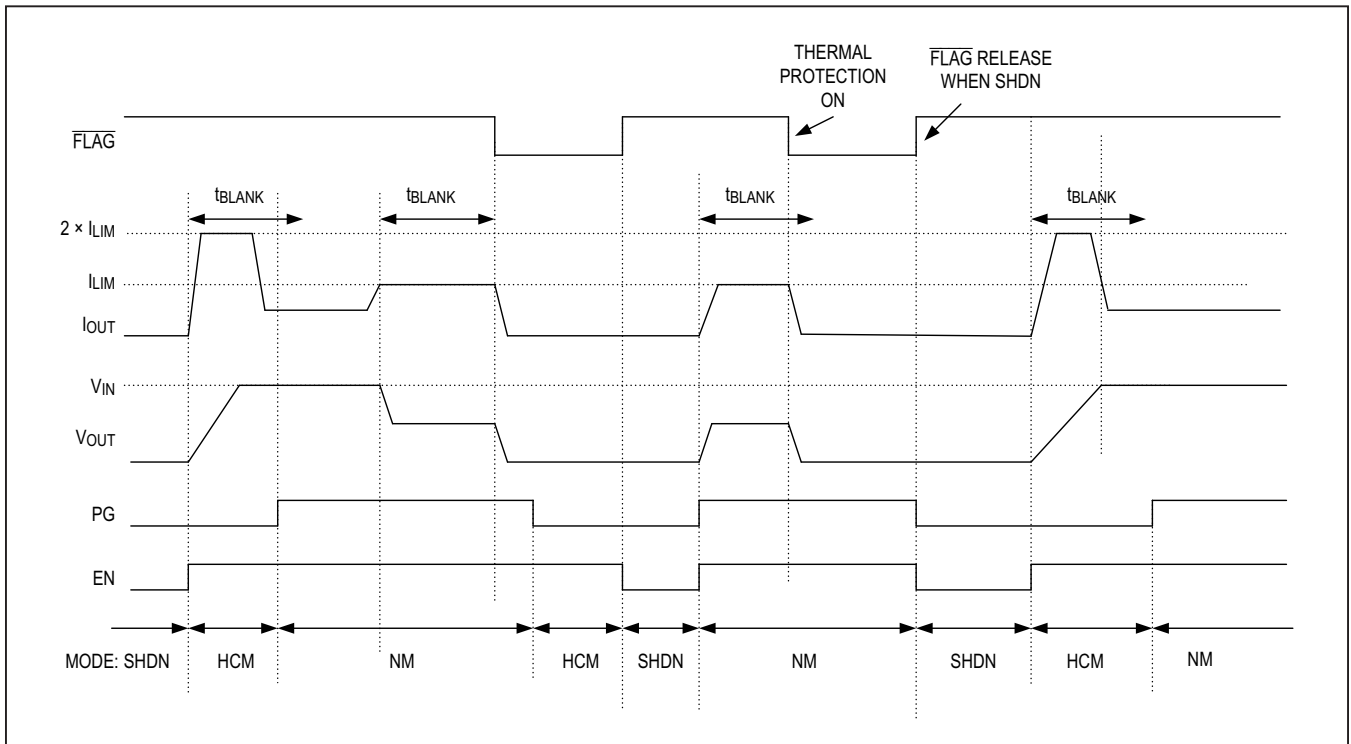 THERMAL
PROTECTION
ON
FLAG RELEASE
WHEN SHDN
FLAG
tBLANK
tBLANK
tBLANK
tBLANK
2 × ILIM
ILIM
IOUT
VIN
VOUT
PG
EN
MODE: SHDN HCM NM HCM SHDN NM SHDN HCM NM